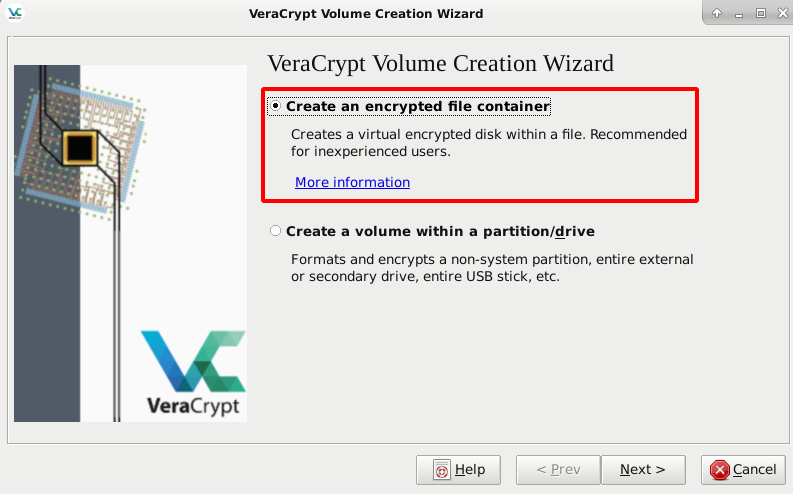 VeraCrypt Volume Creation Wizard
VeraCrypt Volume Creation Wizard
Create an encrypted file container
Creates a virtual encrypted disk within a file. Recommended
for inexperienced users.
More information
Create a volume within a partition/drive
Formats and encrypts a non-system partition, entire external
or secondary drive, entire USB stick, etc.
VeraCrypt
Help
< Prev
Next >
Cancel